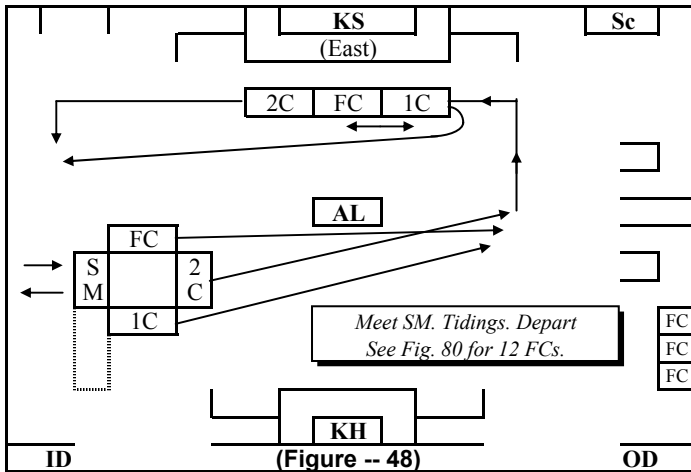 KS
Sc
(East)
2C FC 1C
AL
FC
S 2
M C
1C
Meet SM. Tidings. Depart
See Fig. 80 for 12 FCs.
FC
FC
FC
KH
ID (Figure -- 48) OD